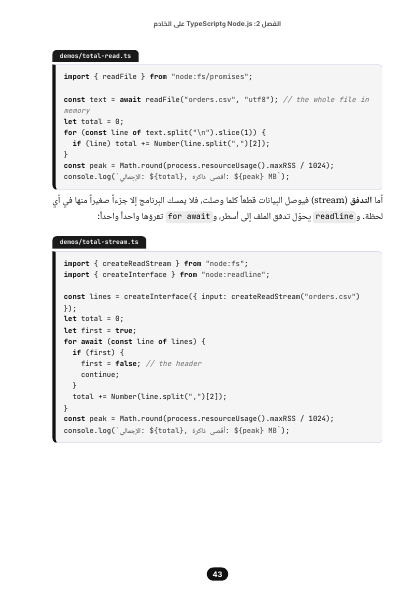 الفصل 2: Node.js وTypeScript على الخادم
demos/total-read.ts
import { readFile } from "node:fs/promises";
const text = await readFile("orders.csv", "utf8"); // the whole file in
memory
let total = 0;
for (const line of text.split("\n").slice(1)) {
if (line) total += Number(line.split(",")[2]);
}
const peak = Math.round(process.resourceUsage().maxRSS / 1024);
console.log(`الإجمالي: ${total}, أقصى ذاكرة: ${peak} MB`);
أما التدفق (stream) فيوصل البيانات قطعاً كلما وصلت، فلا يمسك البرنامج إلا جزءاً صغيراً منها في أي
لحظة. وreadline يحوّل تدفق الملف إلى أسطر، وfor await تقرؤها واحداً واحداً:
demos/total-stream.ts
import { createReadStream } from "node:fs";
import { createInterface } from "node:readline";
const lines = createInterface({ input: createReadStream("orders.csv")
});
let total = 0;
let first = true;
for await (const line of lines) {
if (first) {
first = false; // the header
continue;
}
total += Number(line.split(",")[2]);
}
const peak = Math.round(process.resourceUsage().maxRSS / 1024);
console.log(`الإجمالي: ${total}, أقصى ذاكرة: ${peak} MB`);
43